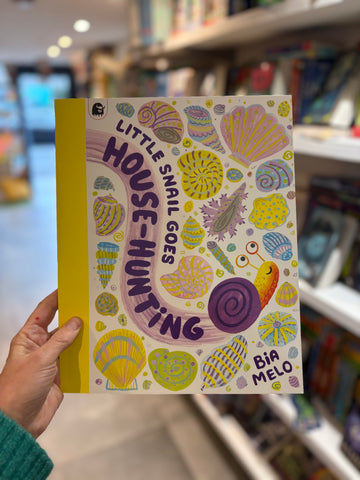 LITTLE SNAIL GOES
HOUSE-HUNTING
BIA
MELO